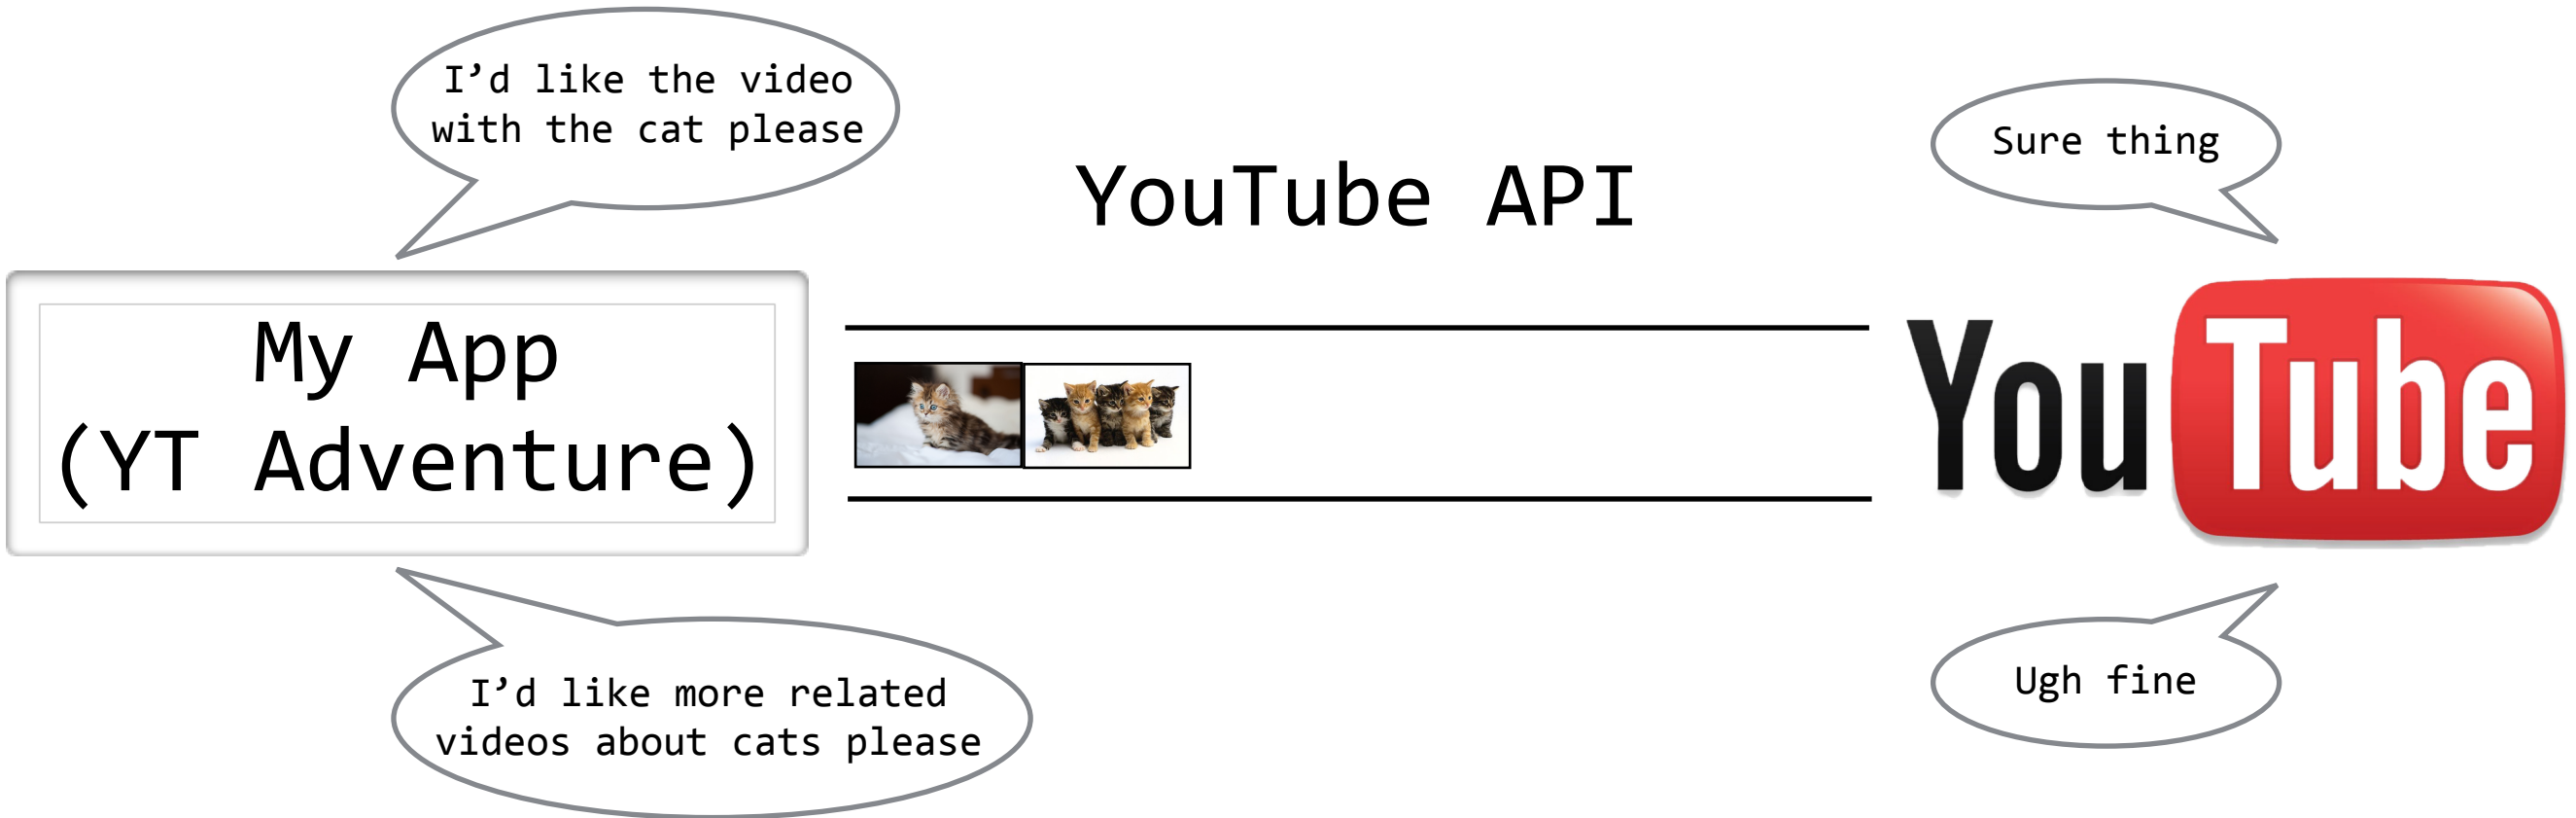 I’d like the video
with the cat please
Sure thing
YouTube API
My App
(YT Adventure)
YouTube
I’d like more related
videos about cats please
Ugh fine